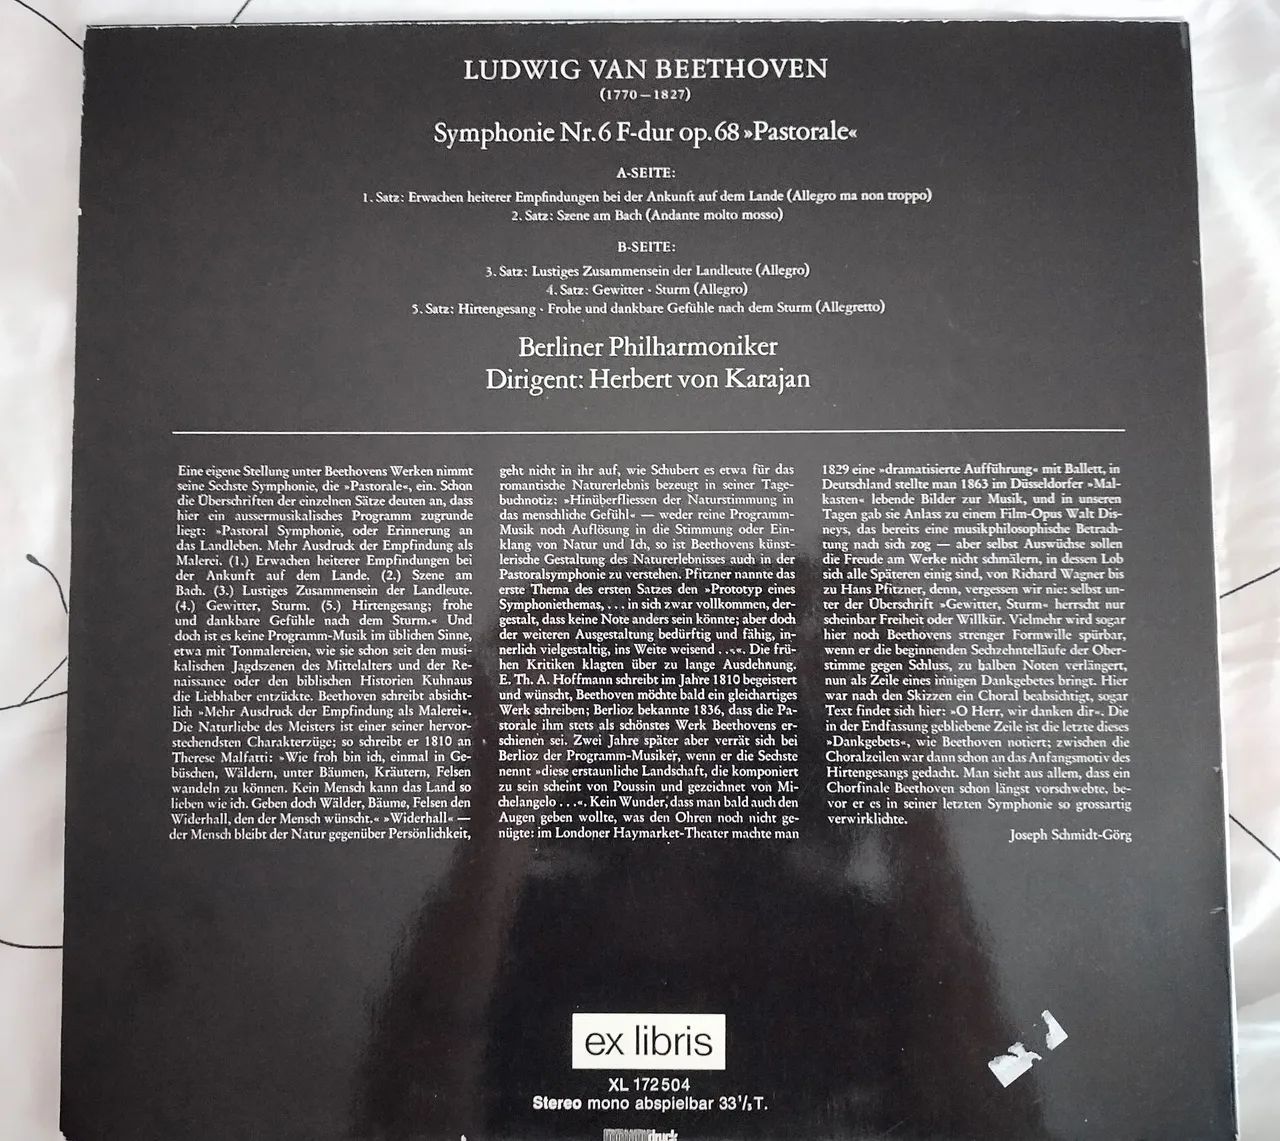 LUDWIG VAN BEETHOVEN
(1770–1827)
Symphonie Nr. 6 F-dur op. 68 »Pastorale«
A-SEITE:
1. Satz: Erwachen heiterer Empfindungen bei der Ankunft auf dem Lande (Allegro ma non troppo)
2. Satz: Szene am Bach (Andante molto mosso)
B-SEITE:
3. Satz: Lustiges Zusammensein der Landleute (Allegro)
4. Satz: Gewitter · Sturm (Allegro)
5. Satz: Hirtengesang · Frohe und dankbare Gefühle nach dem Sturm (Allegretto)
Berliner Philharmoniker
Dirigent: Herbert von Karajan
Eine eigene Stellung unter Beethovens Werken nimmt
seine Sechste Symphonie, die »Pastorale«, ein. Schon
die Überschriften der einzelnen Sätze deuten an, dass
hier ein aussermusikalisches Programm zugrunde
liegt: »Pastoral Symphonie, oder Erinnerung an
das Landleben. Mehr Ausdruck der Empfindung als
Malerei. (1.) Erwachen heiterer Empfindungen bei
der Ankunft auf dem Lande. (2.) Szene am
Bach. (3.) Lustiges Zusammensein der Landleute.
(4.) Gewitter, Sturm. (5.) Hirtengesang; frohe
und dankbare Gefühle nach dem Sturm.« Und
doch ist es keine Programm-Musik im üblichen Sinne,
etwa mit Tonmalereien, wie sie schon seit den musi-
kalischen Jagdszenen des Mittelalters und der Re-
naissance oder den biblischen Historien Kuhnaus
die Liebhaber entzückte. Beethoven schreibt absicht-
lich »Mehr Ausdruck der Empfindung als Malerei«.
Die Naturliebe des Meisters ist einer seiner hervor-
stechendsten Charakterzüge; so schreibt er 1810 an
Therese Malfatti: »Wie froh bin ich, einmal in Ge-
büschen, Wäldern, unter Bäumen, Kräutern, Felsen
wandeln zu können. Kein Mensch kann das Land so
lieben wie ich. Geben doch Wälder, Bäume, Felsen den
Widerhall, den der Mensch wünscht.« »Widerhall« —
der Mensch bleibt der Natur gegenüber Persönlichkeit,
geht nicht in ihr auf, wie Schubert es etwa für das
romantische Naturerlebnis bezeugt in seiner Tage-
buchnotiz: »Hinüberfliessen der Naturstimmung in
das menschliche Gefühl« — weder reine Programm-
Musik noch Auflösung in die Stimmung oder Ein-
klang von Natur und Ich, so ist Beethovens künst-
lerische Gestaltung des Naturerlebnisses auch in der
Pastoralsymphonie zu verstehen. Pfitzner nannte das
erste Thema des ersten Satzes den »Prototyp eines
Symphoniethemas, . . . in sich zwar vollkommen, der-
gestalt, dass keine Note anders sein könnte; aber doch
der weiteren Ausgestaltung bedürftig und fähig, in-
nerlich vielgestaltig, ins Weite weisend . . .«. Die frü-
hen Kritiken klagten über zu lange Ausdehnung.
E. Th. A. Hoffmann schreibt im Jahre 1810 begeistert
und wünscht, Beethoven möchte bald ein gleichartiges
Werk schreiben; Berlioz bekannte 1836, dass die Pa-
storale ihm stets als schönstes Werk Beethovens er-
schienen sei. Zwei Jahre später aber verrät sich bei
Berlioz der Programm-Musiker, wenn er die Sechste
nennt »diese erstaunliche Landschaft, die komponiert
zu sein scheint von Poussin und gezeichnet von Mi-
chelangelo . . .«. Kein Wunder, dass man bald auch den
Augen geben wollte, was den Ohren noch nicht ge-
nügte: im Londoner Haymarket-Theater machte man
1829 eine »dramatisierte Aufführung« mit Ballett, in
Deutschland stellte man 1863 im Düsseldorfer »Mal-
kasten« lebende Bilder zur Musik, und in unseren
Tagen gab sie Anlass zu einem Film-Opus Walt Dis-
neys, das bereits eine musikphilosophische Betrach-
tung nach sich zog — aber selbst Auswüchse sollen
die Freude am Werke nicht schmälern, in dessen Lob
sich alle Späteren einig sind, von Richard Wagner bis
zu Hans Pfitzner, denn, vergessen wir nie: selbst un-
ter der Überschrift »Gewitter, Sturm« herrscht nur
scheinbar Freiheit oder Willkür. Vielmehr wird sogar
hier noch Beethovens strenger Formwille spürbar,
wenn er die beginnenden Sechzehntelläufe der Ober-
stimme gegen Schluss, zu halben Noten verlängert,
nun als Zeile eines innigen Dankgebetes bringt. Hier
war nach den Skizzen ein Choral beabsichtigt, sogar
Text findet sich hier: »O Herr, wir danken dir«. Die
in der Endfassung gebliebene Zeile ist die letzte dieses
»Dankgebets«, wie Beethoven notiert; zwischen die
Choralzeilen war dann schon an das Anfangsmotiv des
Hirtengesangs gedacht. Man sieht aus allem, dass ein
Chorfinale Beethoven schon längst vorschwebte, be-
vor er es in seiner letzten Symphonie so grossartig
verwirklichte.
Joseph Schmidt-Görg
ex libris
XL 172504
Stereo mono abspielbar 33 1/3 T.